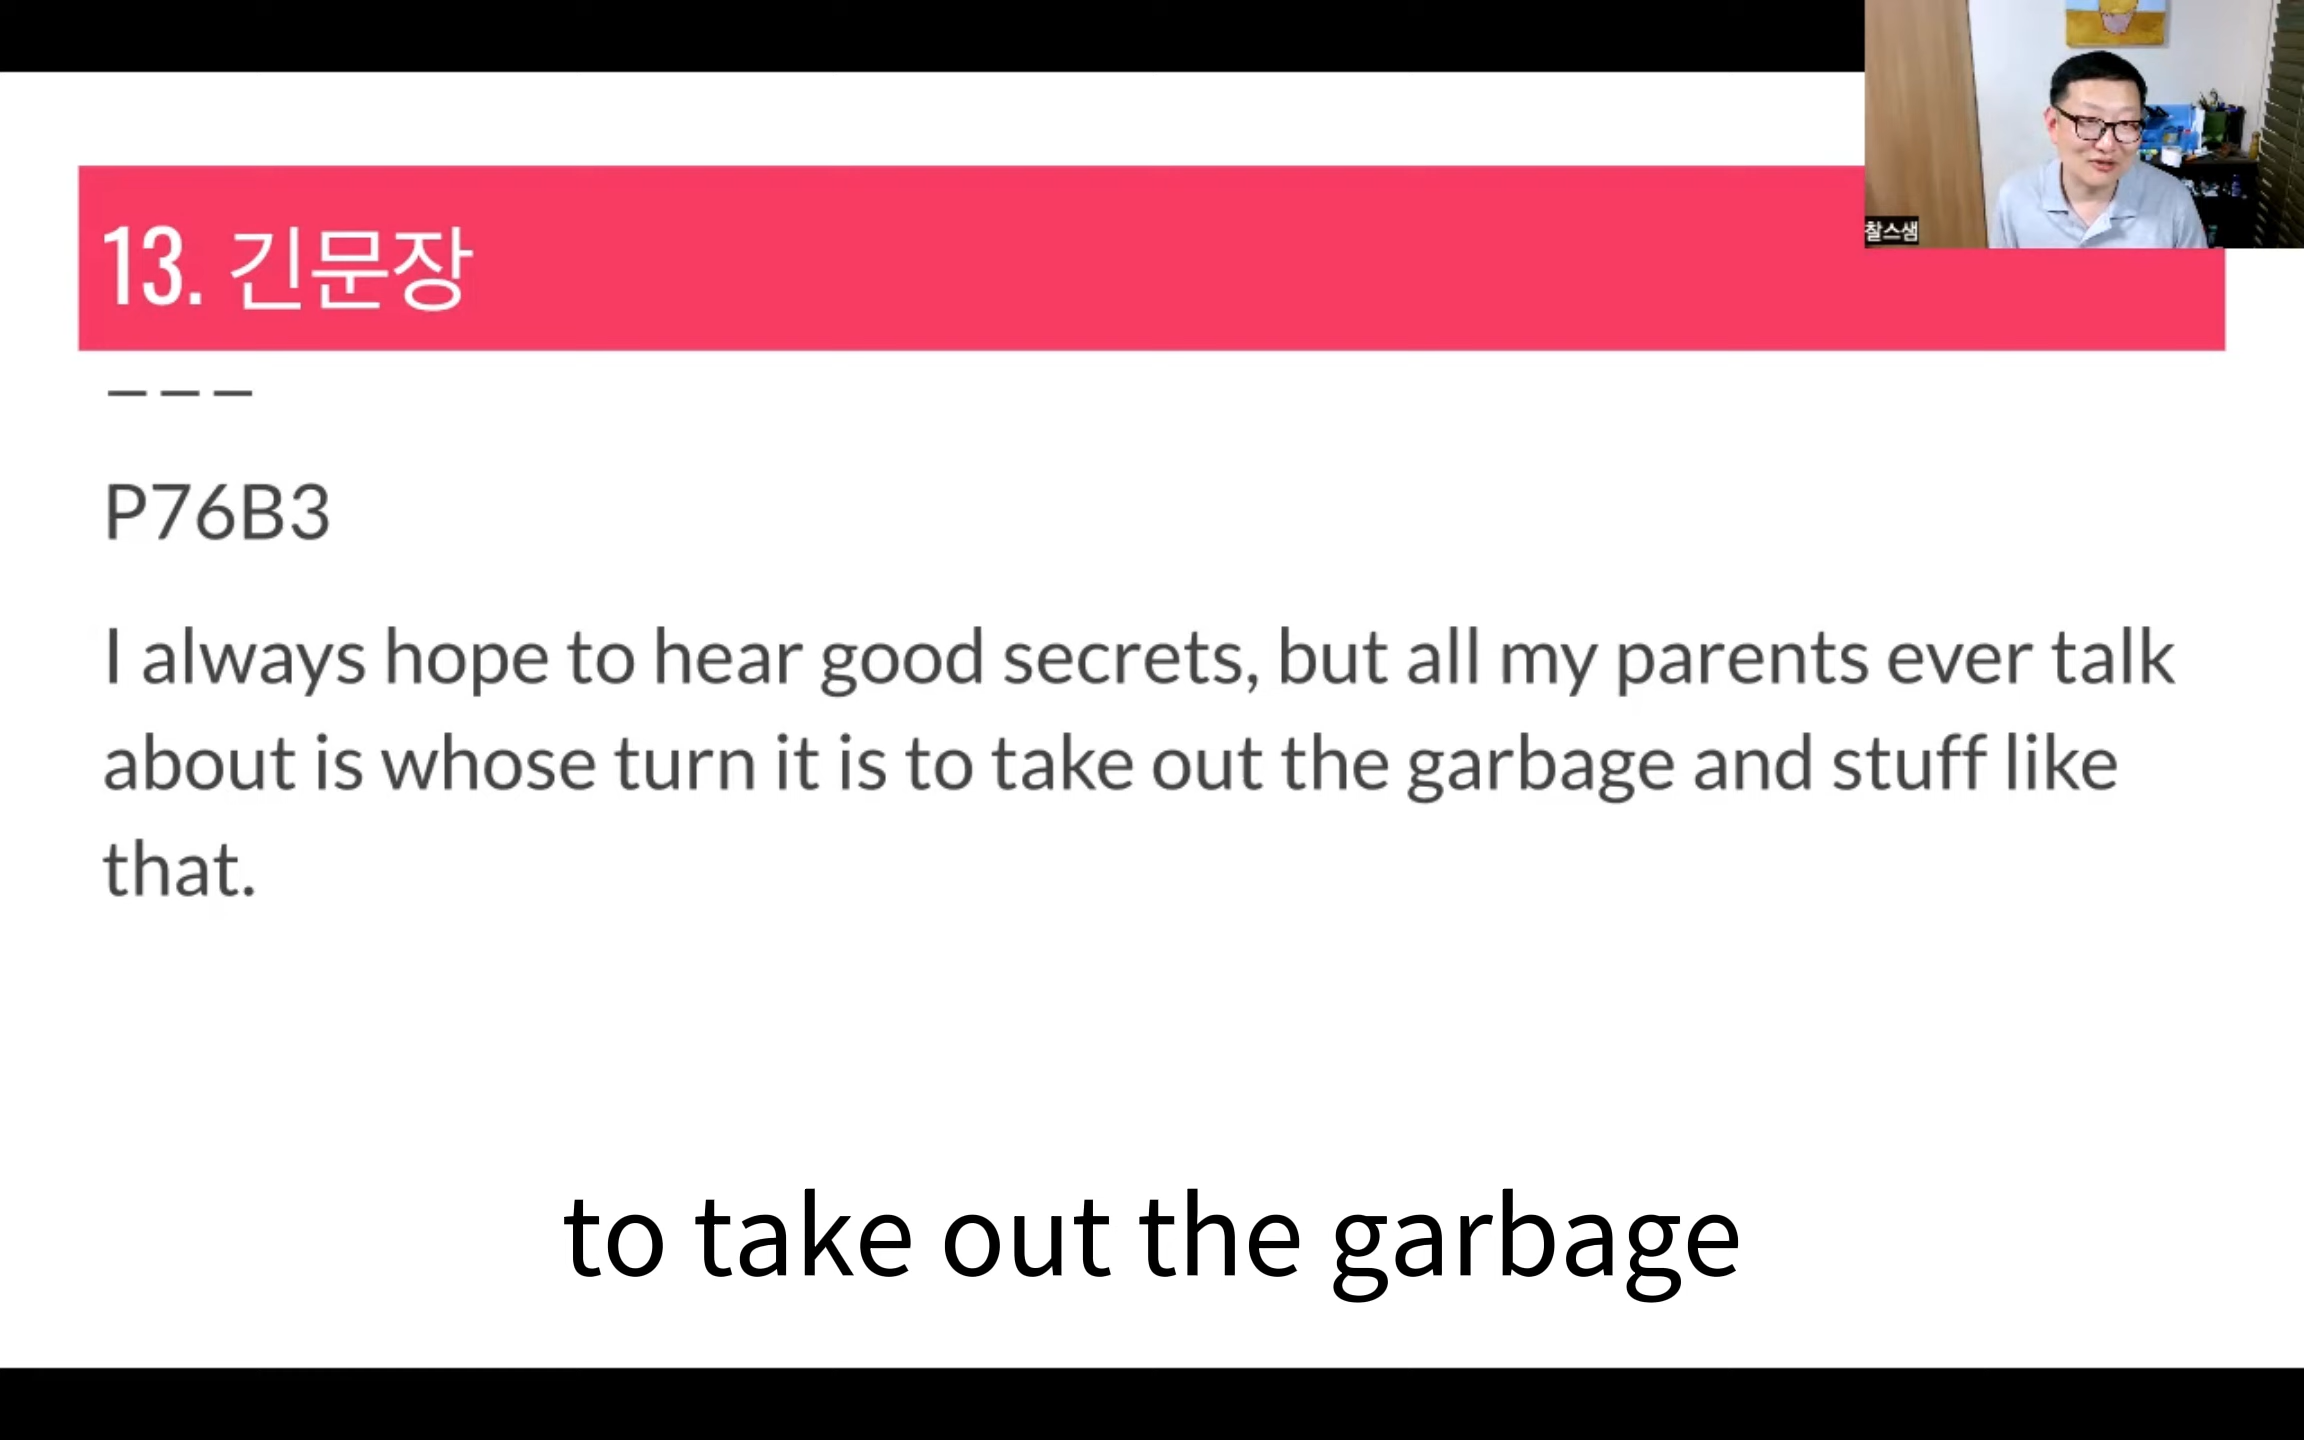 찰스샘
13. 긴문장
P76B3
I always hope to hear good secrets, but all my parents ever talk
about is whose turn it is to take out the garbage and stuff like
that.
to take out the garbage